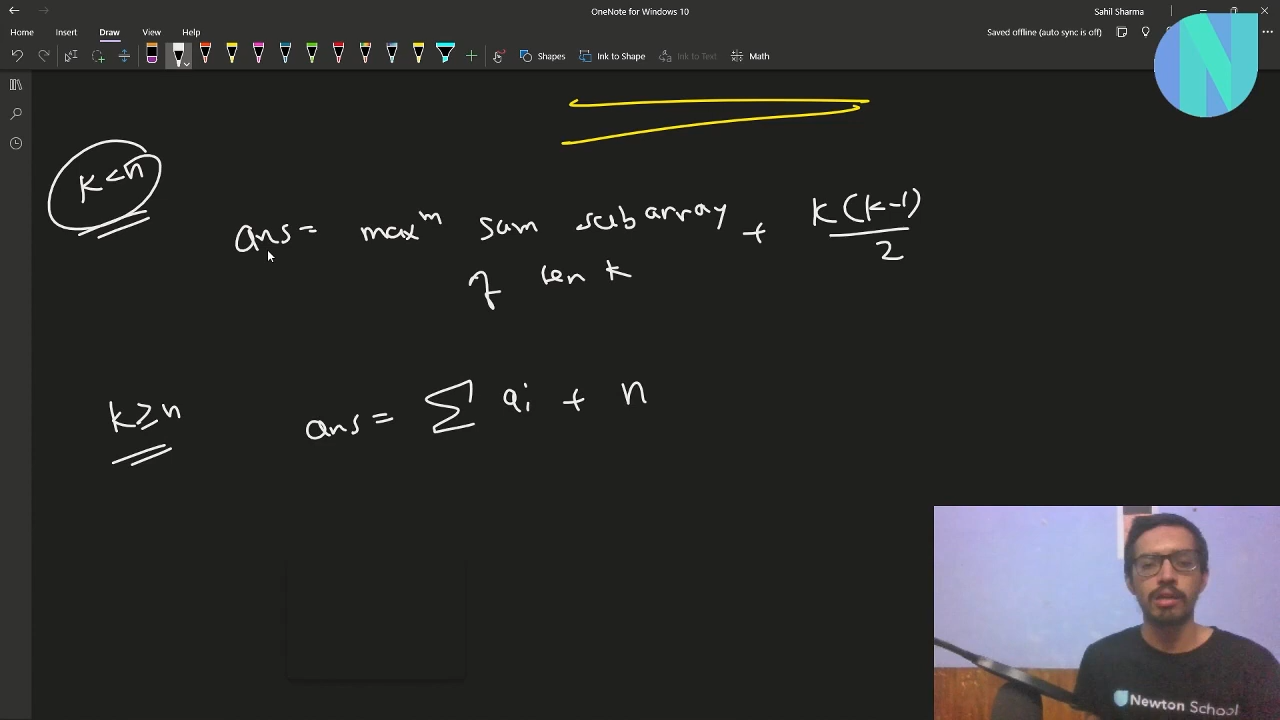 OneNote for Windows 10
Sahil Sharma
Home Insert Draw View Help
Saved offline (auto sync is off)
Shapes Ink to Shape Ink to Text Math
k<n
ans = max^m sum subarray + k(k-1)/2
of len k
k≥n ans = ∑ ai + n
Newton School